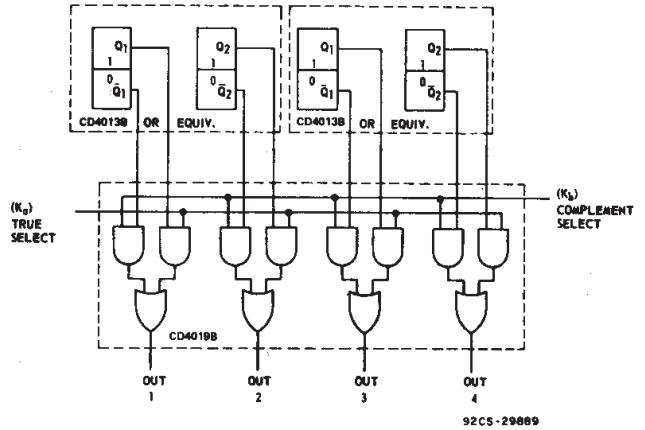 Q1
1
0
Q̄1
Q2
1
0
Q̄2
CD4013B OR EQUIV.
Q1
1
0
Q̄1
Q2
1
0
Q̄2
CD4013B OR EQUIV.
(Ka)
TRUE
SELECT
(Kb)
COMPLEMENT
SELECT
CD4019B
OUT
1
OUT
2
OUT
3
OUT
4
92CS-29889